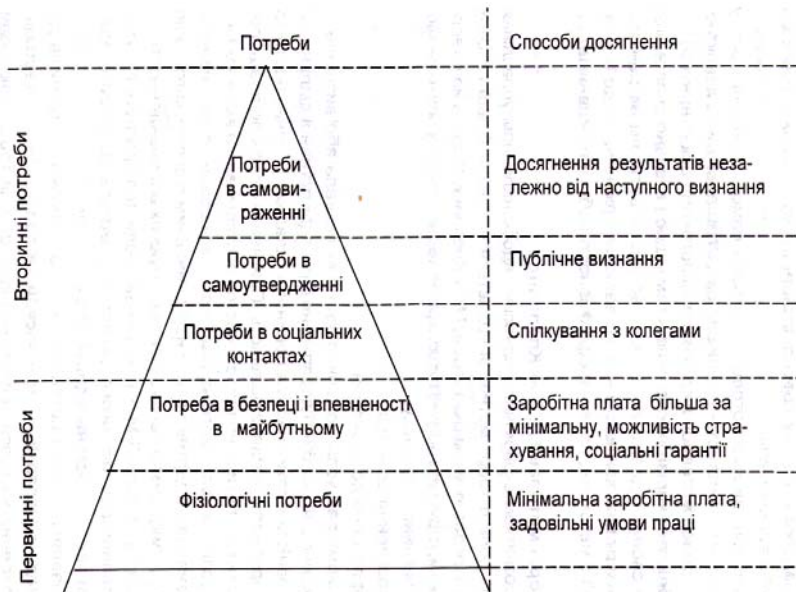 Потреби
Способи досягнення
Вторинні потреби
Потреби
в самови-
раженні
Досягнення результатів неза-
лежно від наступного визнання
Потреби в
самоутвердженні
Публічне визнання
Потреби в соціальних
контактах
Спілкування з колегами
Первинні потреби
Потреба в безпеці і впевненості
в майбутньому
Заробітна плата більша за
мінімальну, можливість стра-
хування, соціальні гарантії
Фізіологічні потреби
Мінімальна заробітна плата,
задовільні умови праці